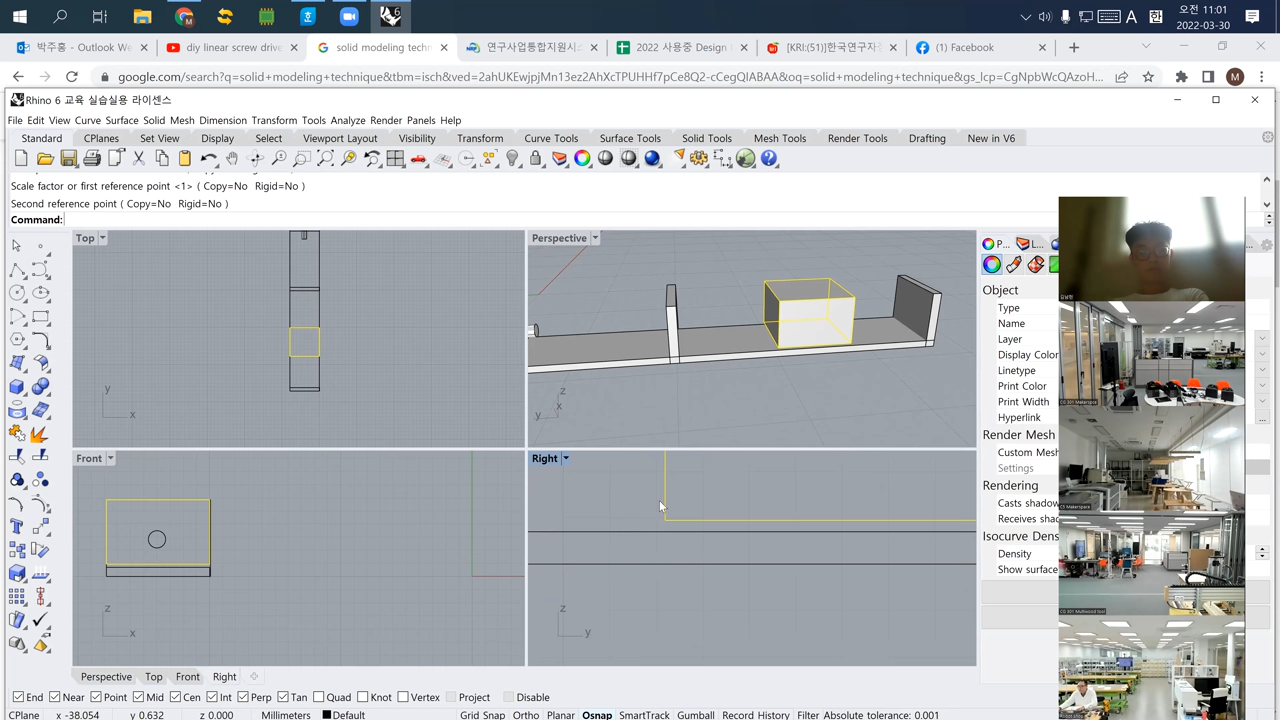 오전 11:01
2022-03-30
A 한
6
박주홍 - Outlook We
diy linear screw drive
solid modeling techn
연구사업통합지원시스
2022 사용중 Design
[KRI:(51)]한국연구자
(1) Facebook
google.com/search?q=solid+modeling+technique&tbm=isch&ved=2ahUKEwjpjMn13ez2AhXcTPUHHf7pCe8Q2-cCegQIABAA&oq=solid+modeling+technique&gs_lcp=CgNpbWcQAzoH...
M
Rhino 6 교육 실습실용 라이센스
File Edit View Curve Surface Solid Mesh Dimension Transform Tools Analyze Render Panels Help
Standard CPlanes Set View Display Select Viewport Layout Visibility Transform Curve Tools Surface Tools Solid Tools Mesh Tools Render Tools Drafting New in V6
Scale factor or first reference point <1> ( Copy=No Rigid=No )
Second reference point ( Copy=No Rigid=No )
Command:
Top
Perspective
P... L...
Object
Type
Name
Layer
Display Color
Linetype
Print Color
Print Width
Hyperlink
Render Mesh
Custom Mesh
Settings
Rendering
Casts shadow
Receives shad
Isocurve Dens
Density
Show surface
y
x
z
y x
Front
Right
z
x
z
y
Perspective Top Front Right
End Near Point Mid Cen Int Perp Tan Quad Knot Vertex Project Disable
x -38.054 y 0.632 z 0.000 Millimeters Default Grid Snap Ortho Planar Osnap SmartTrack Gumball Record History Filter Absolute tolerance: 0.001